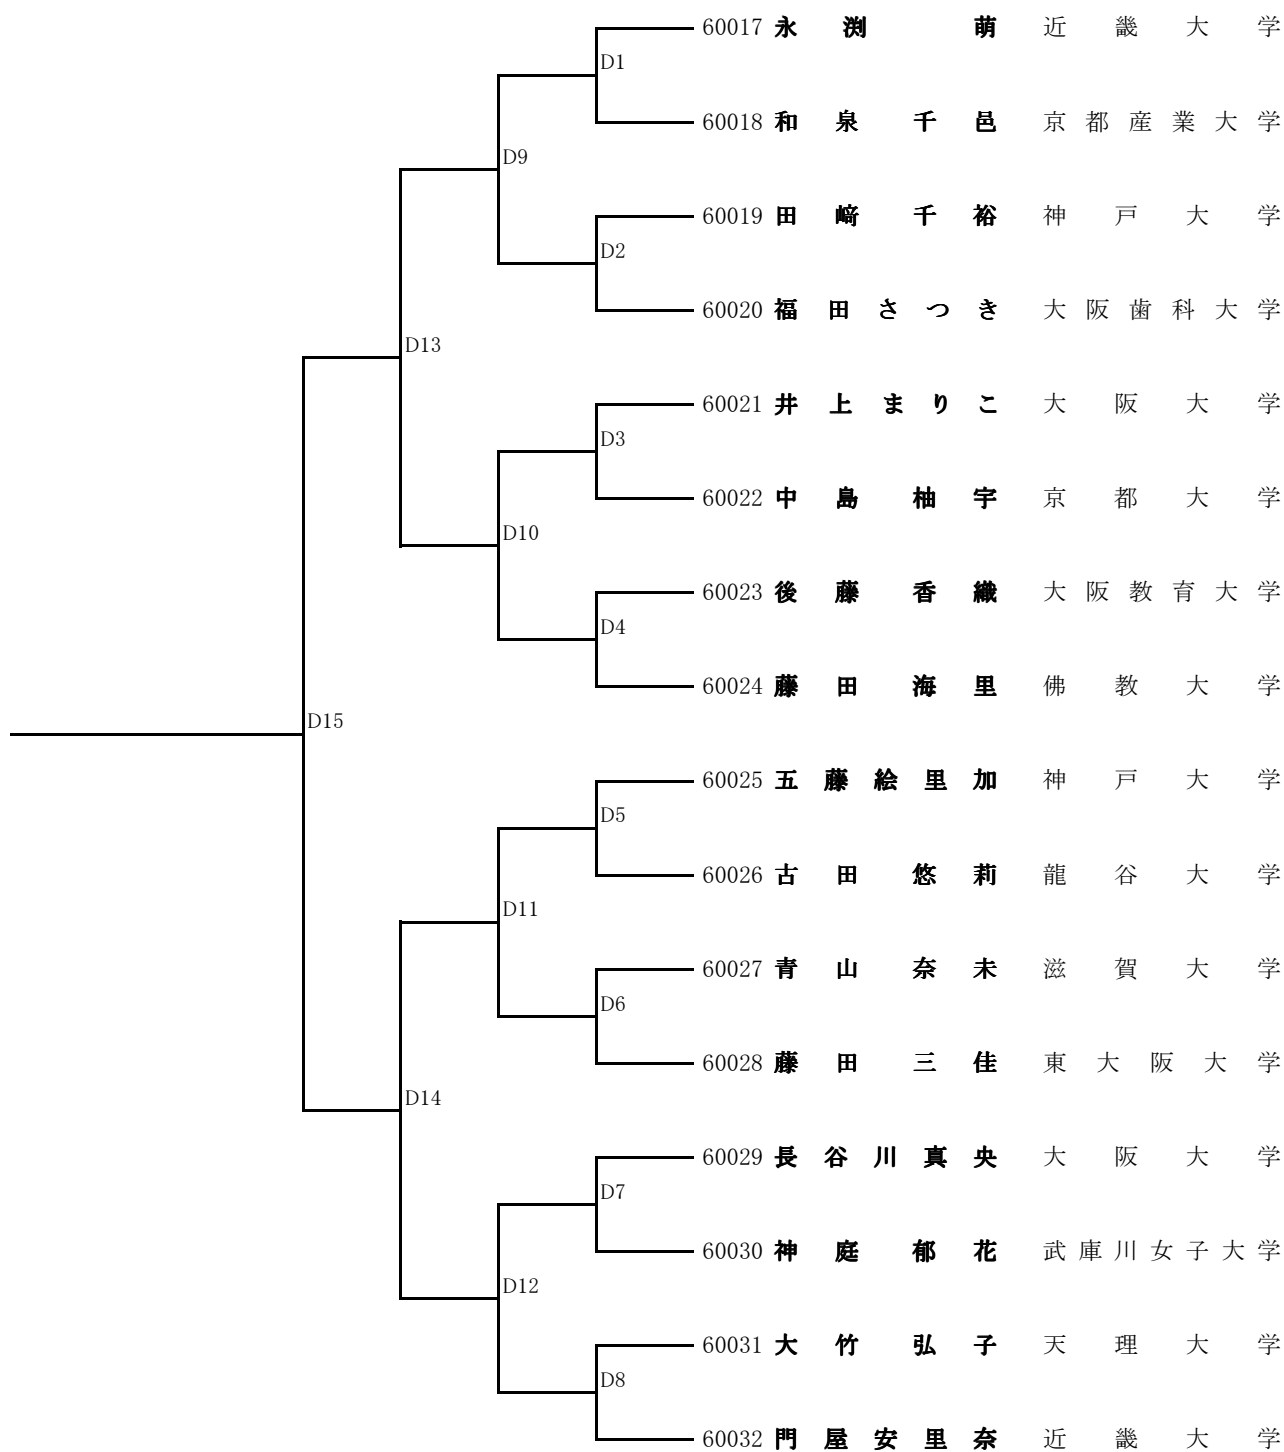 60017 永渕 萌 近畿大学
D1
60018 和泉 千邑 京都産業大学
D9
60019 田﨑 千裕 神戸大学
D2
60020 福田さつき 大阪歯科大学
D13
60021 井上まりこ 大阪大学
D3
60022 中島 柚宇 京都大学
D10
60023 後藤 香織 大阪教育大学
D4
60024 藤田 海里 佛教大学
D15
60025 五藤絵里加 神戸大学
D5
60026 古田 悠莉 龍谷大学
D11
60027 青山 奈未 滋賀大学
D6
60028 藤田 三佳 東大阪大学
D14
60029 長谷川真央 大阪大学
D7
60030 神庭 郁花 武庫川女子大学
D12
60031 大竹 弘子 天理大学
D8
60032 門屋安里奈 近畿大学